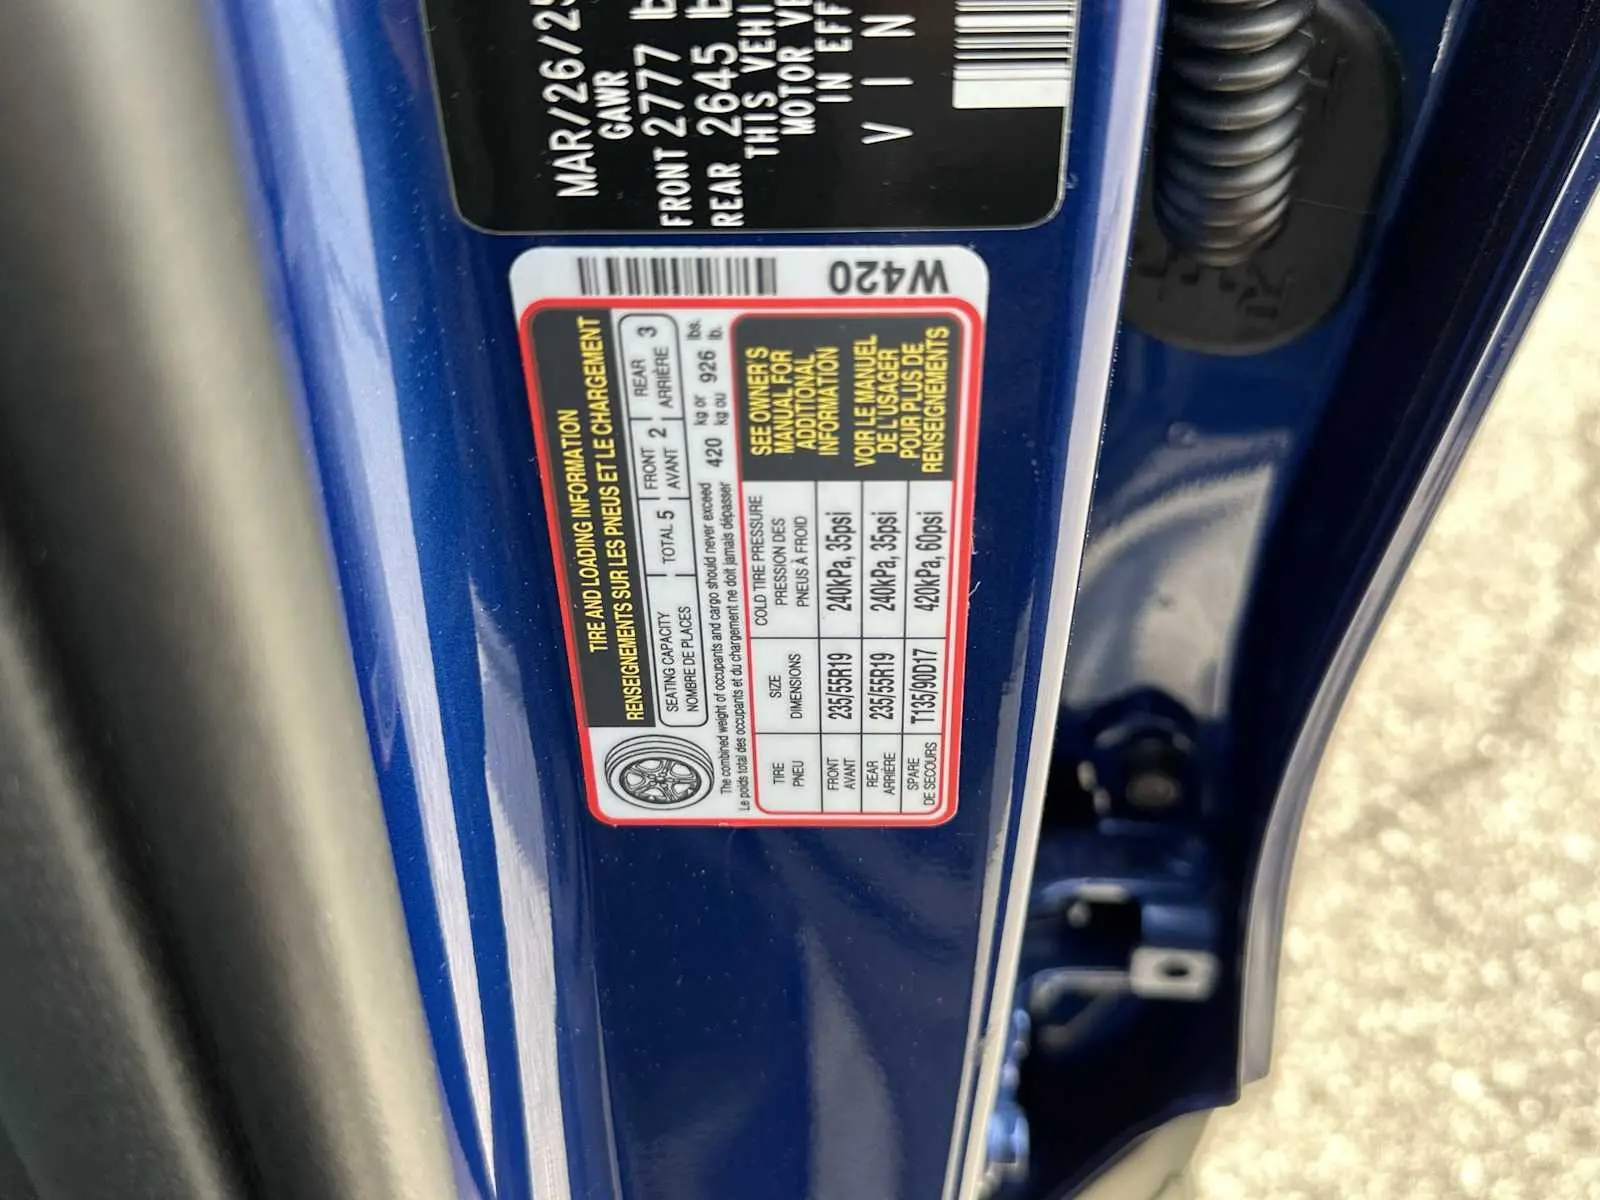 MAR/26/2
GAWR
FRONT 2777
REAR 2645
THIS VEHI
MOTOR VE
IN EFF
V I N
W420
TIRE AND LOADING INFORMATION
RENSEIGNEMENTS SUR LES PNEUS ET LE CHARGEMENT
SEATING CAPACITY
NOMBRE DE PLACES
TOTAL 5
FRONT
AVANT
2
REAR
ARRIÈRE
3
The combined weight of occupants and cargo should never exceed
Le poids total des occupants et du chargement ne doit jamais dépasser
420
kg or
kg ou
926
lbs.
lb.
TIRE
PNEU
SIZE
DIMENSIONS
COLD TIRE PRESSURE
PRESSION DES
PNEUS À FROID
FRONT
AVANT
235/55R19
240kPa, 35psi
REAR
ARRIÈRE
235/55R19
240kPa, 35psi
SPARE
DE SECOURS
T135/90D17
420kPa, 60psi
SEE OWNER'S
MANUAL FOR
ADDITIONAL
INFORMATION
VOIR LE MANUEL
DE L'USAGER
POUR PLUS DE
RENSEIGNEMENTS